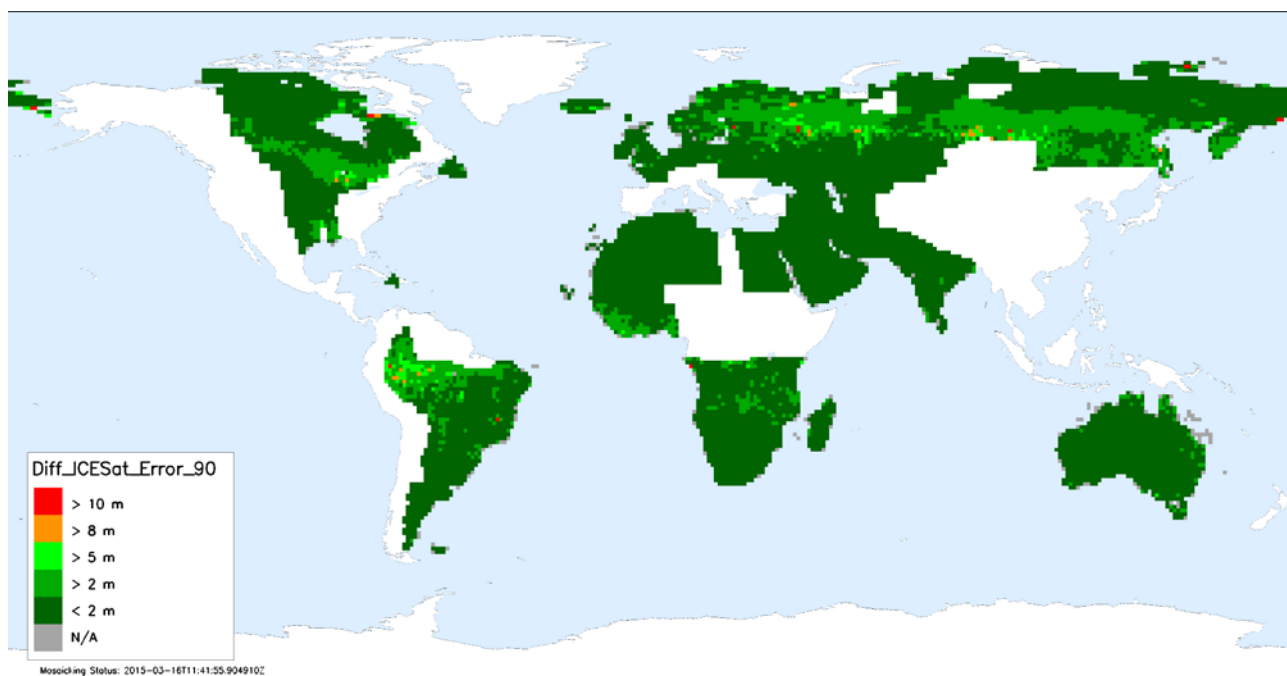 Diff_ICESat_Error_90
> 10 m
> 8 m
> 5 m
> 2 m
< 2 m
N/A
Mosaicking Status: 2015-03-16T11:41:55.904910Z